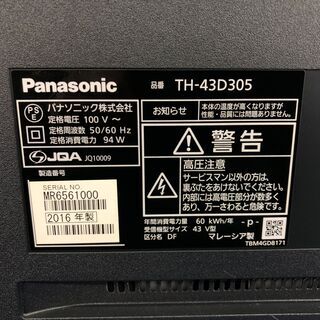 Panasonic
品番 TH-43D305
PSE
パナソニック株式会社
定格電圧 100 V ～
定格周波数 50/60 Hz
定格消費電力 94 W
JQA JQ10009
製造番号
SERIAL NO.
MR6561000
2016 年製
お知らせ
本体の温度が高くなりますが
性能・品質には問題ありません。
警告
高圧注意
サービスマン以外の方は、
裏ぶたをあけないでください。
内部には高電圧部分が数多く
あり、万一さわると危険です。
年間消費電力量 60 kWh/年 - p -
受信機型サイズ 43 V型
区分名 DF マレーシア製
TBM4GD8171